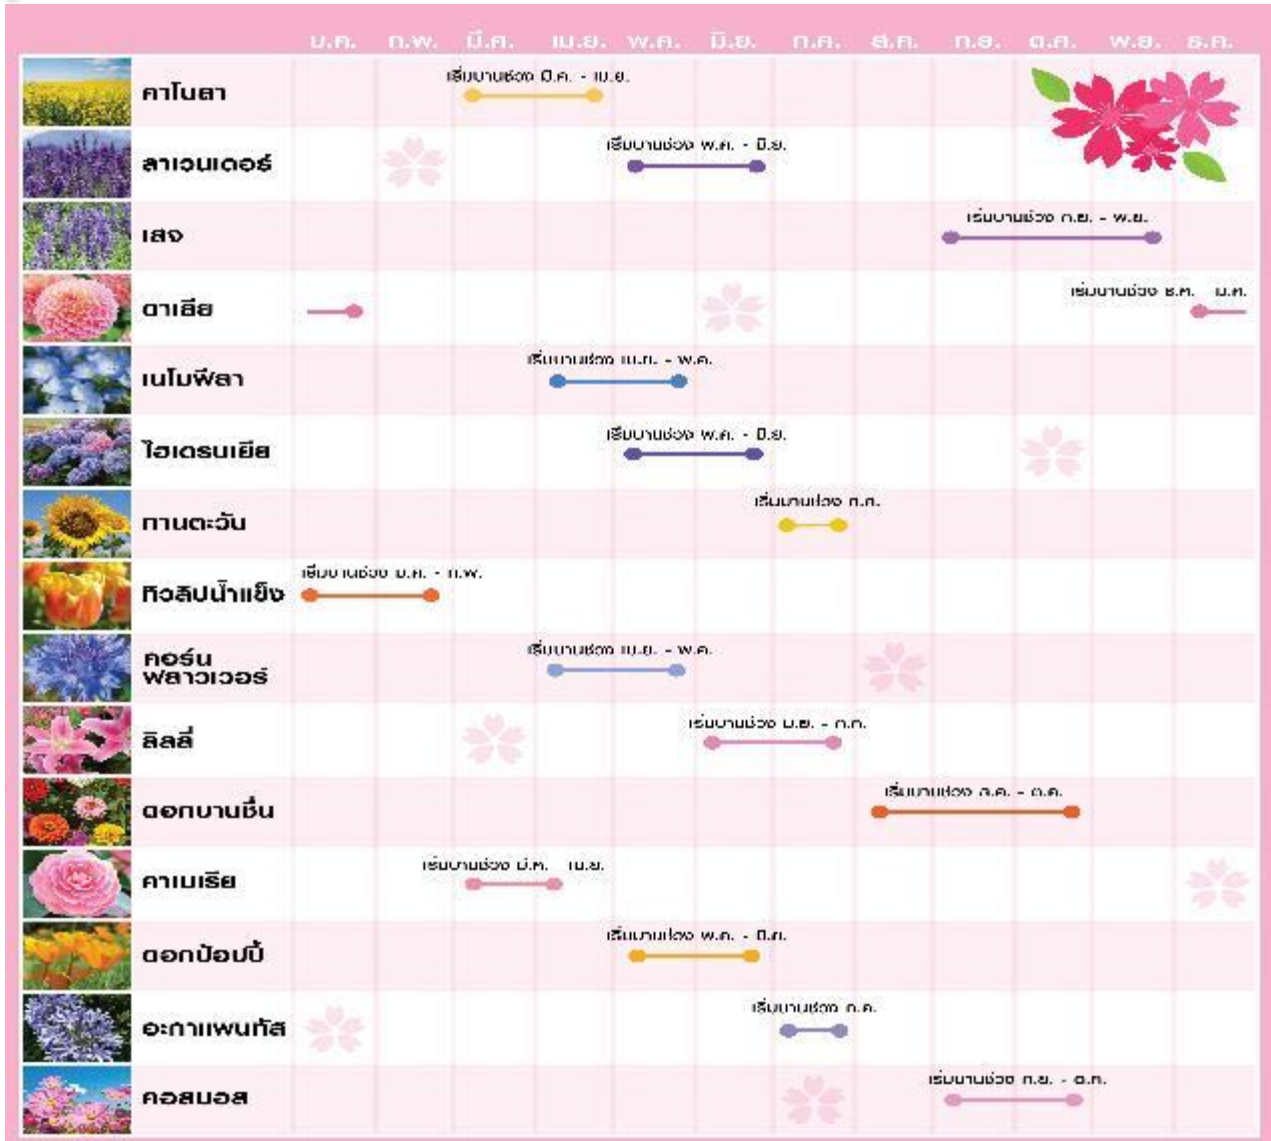 ม.ค. ก.พ. มี.ค. เม.ย. พ.ค. มิ.ย. ก.ค. ส.ค. ก.ย. ต.ค. พ.ย. ธ.ค.
เริ่มบานช่วง มี.ค. - เม.ย.
คาโนลา
เริ่มบานช่วง พ.ค. - มิ.ย.
ลาเวนเดอร์
เริ่มบานช่วง ก.ย. - พ.ย.
เสจ
เริ่มบานช่วง ธ.ค. ม.ค.
ดาเลีย
เริ่มบานช่วง เม.ย. - พ.ค.
เนโมฟีลา
เริ่มบานช่วง พ.ค. - มิ.ย.
ไฮเดรนเยีย
เริ่มบานช่วง ก.ค.
ทานตะวัน
เริ่มบานช่วง ม.ค. - ก.พ.
ทิวลิปน้ำแข็ง
เริ่มบานช่วง เม.ย. - พ.ค.
คอร์น
ฟลาวเวอร์
เริ่มบานช่วง มิ.ย. - ก.ค.
ลิลลี่
เริ่มบานช่วง ส.ค. - ต.ค.
ดอกบานชื่น
เริ่มบานช่วง มี.ค. เม.ย.
คาเมเรีย
เริ่มบานช่วง พ.ค. -
ดอกป๊อปปี้
เริ่มบานช่วง ก.ค.
อะกาแพนทัส
เริ่มบานช่วง ก.ย. - ต.ค.
คอสมอส